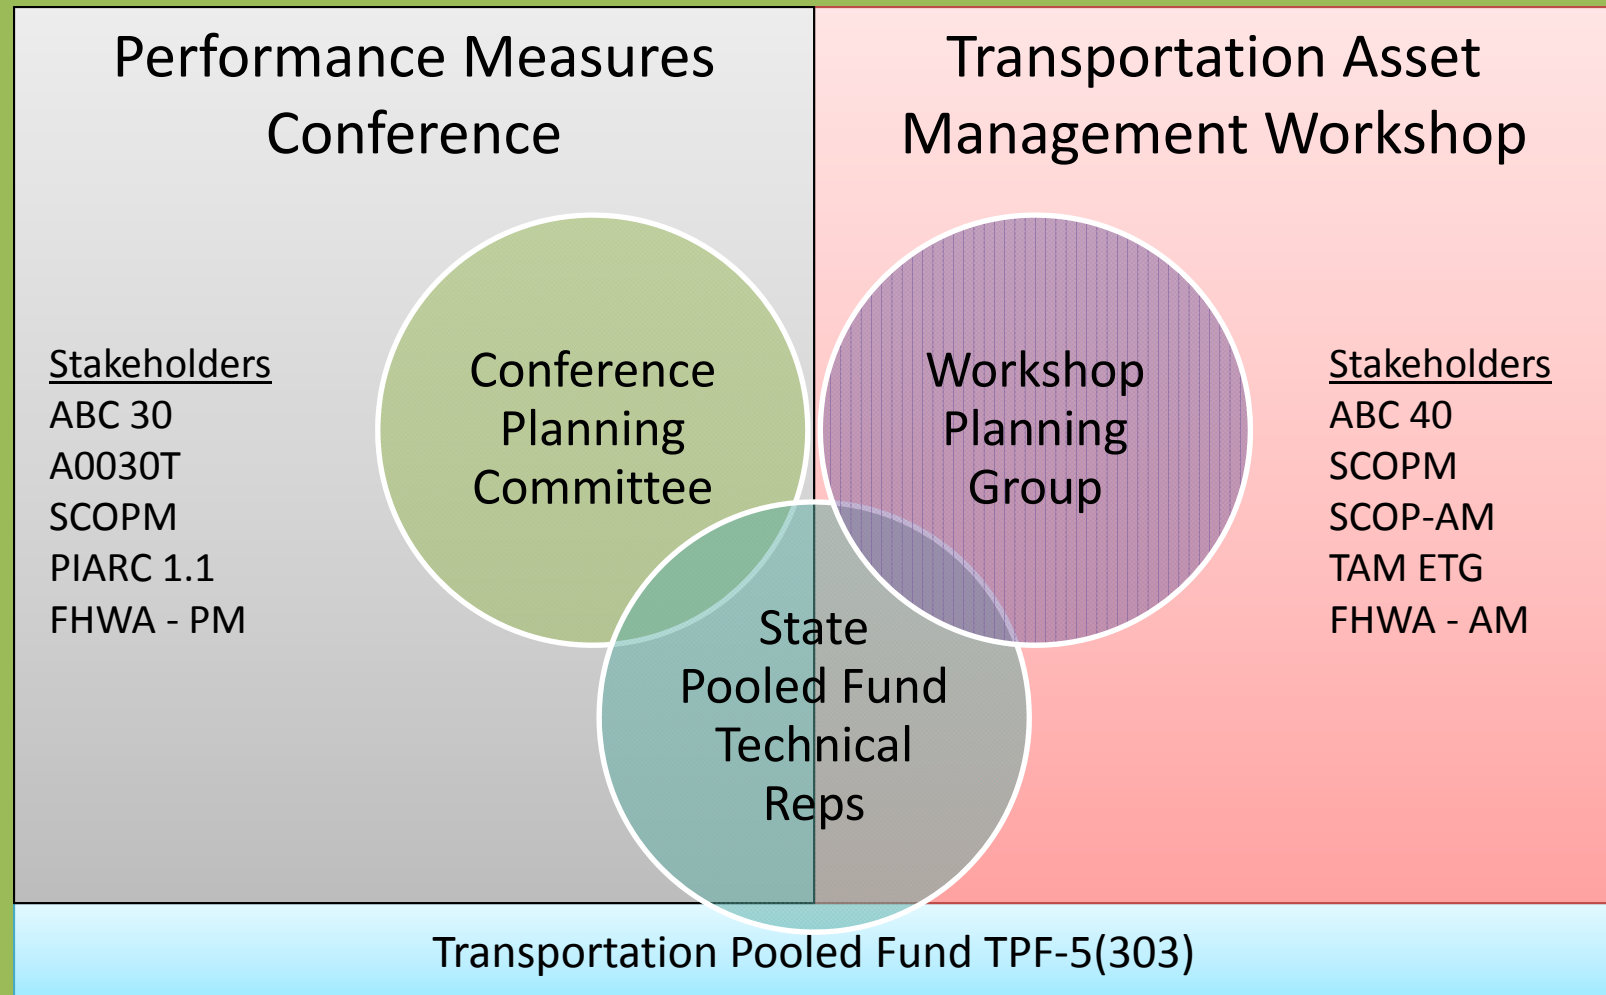 Performance Measures
Conference
Transportation Asset
Management Workshop
Stakeholders
ABC 30
A0030T
SCOPM
PIARC 1.1
FHWA - PM
Conference
Planning
Committee
Workshop
Planning
Group
Stakeholders
ABC 40
SCOPM
SCOP-AM
TAM ETG
FHWA - AM
State
Pooled Fund
Technical
Reps
Transportation Pooled Fund TPF-5(303)